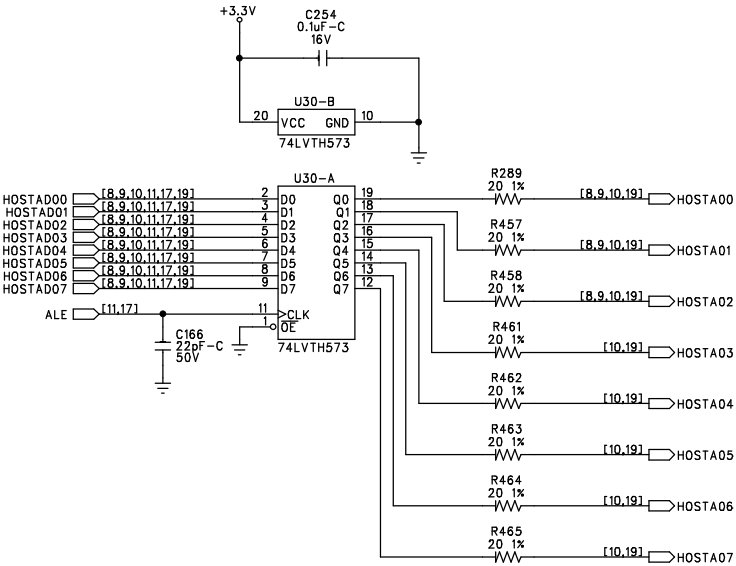 +3.3V
C254
0.1uF-C
16V
U30-B
20 VCC GND 10
74LVTH573
U30-A
HOSTAD00 [8,9,10,11,17,19] 2 D0 Q0 19
HOSTAD01 [8,9,10,11,17,19] 3 D1 Q1 18
HOSTAD02 [8,9,10,11,17,19] 4 D2 Q2 17
HOSTAD03 [8,9,10,11,17,19] 5 D3 Q3 16
HOSTAD04 [8,9,10,11,17,19] 6 D4 Q4 15
HOSTAD05 [8,9,10,11,17,19] 7 D5 Q5 14
HOSTAD06 [8,9,10,11,17,19] 8 D6 Q6 13
HOSTAD07 [8,9,10,11,17,19] 9 D7 Q7 12
ALE [11,17] 11 >CLK
1 OE
74LVTH573
C166
22pF-C
50V
R289
20 1%
[8,9,10,19] HOSTA00
R457
20 1%
[8,9,10,19] HOSTA01
R458
20 1%
[8,9,10,19] HOSTA02
R461
20 1%
[10,19] HOSTA03
R462
20 1%
[10,19] HOSTA04
R463
20 1%
[10,19] HOSTA05
R464
20 1%
[10,19] HOSTA06
R465
20 1%
[10,19] HOSTA07